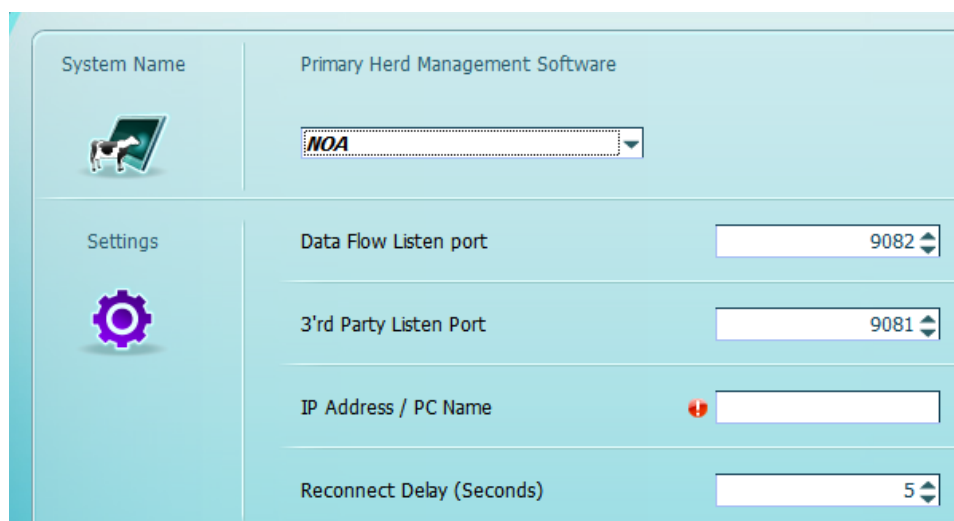 System Name
Primary Herd Management Software
NOA
Settings
Data Flow Listen port
9082
3'rd Party Listen Port
9081
IP Address / PC Name
Reconnect Delay (Seconds)
5